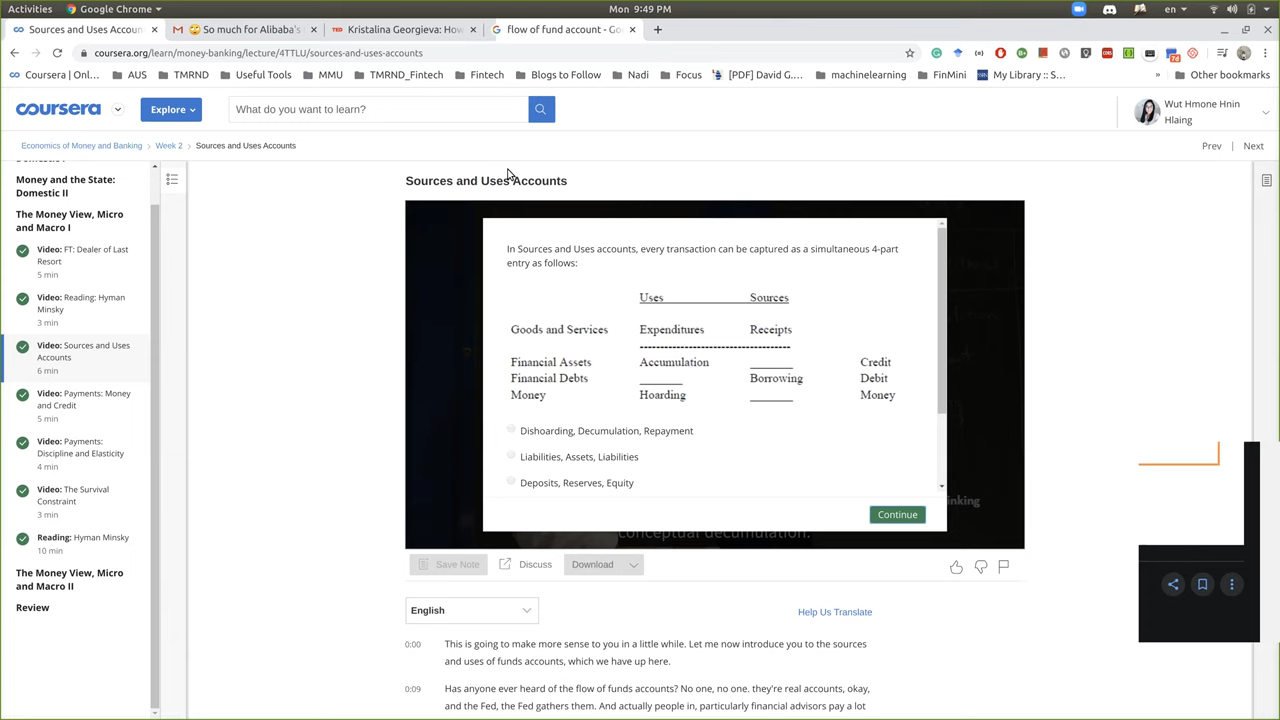 Activities
Google Chrome
Mon 9:49 PM
en
Sources and Uses Accoun
So much for Alibaba's
TED
Kristalina Georgieva: How
flow of fund account - Go
coursera.org/learn/money-banking/lecture/4TTLU/sources-and-uses-accounts
Coursera | Onl…
AUS
TMRND
Useful Tools
MMU
TMRND_Fintech
Fintech
Blogs to Follow
Nadi
Focus
[PDF] David G.…
machinelearning
FinMini
My Library :: S…
»
Other bookmarks
coursera
Explore
What do you want to learn?
Wut Hmone Hnin
Hlaing
Economics of Money and Banking
Week 2
Sources and Uses Accounts
Prev
Next
Money and the State:
Domestic II
The Money View, Micro
and Macro I
Video: FT: Dealer of Last
Resort
5 min
Video: Reading: Hyman
Minsky
3 min
Video: Sources and Uses
Accounts
6 min
Video: Payments: Money
and Credit
5 min
Video: Payments:
Discipline and Elasticity
4 min
Video: The Survival
Constraint
3 min
Reading: Hyman Minsky
10 min
The Money View, Micro
and Macro II
Review
Sources and Uses Accounts
In Sources and Uses accounts, every transaction can be captured as a simultaneous 4-part
entry as follows:
Uses Sources
Goods and Services Expenditures Receipts
Financial Assets Accumulation ______ Credit
Financial Debts ______ Borrowing Debit
Money Hoarding ______ Money
Dishoarding, Decumulation, Repayment
Liabilities, Assets, Liabilities
Deposits, Reserves, Equity
Continue
conceptual decumulation.
Save Note
Discuss
Download
English
Help Us Translate
0:00 This is going to make more sense to you in a little while. Let me now introduce you to the sources
and uses of funds accounts, which we have up here.
0:09 Has anyone ever heard of the flow of funds accounts? No one, no one. they're real accounts, okay,
and the Fed, the Fed gathers them. And actually people in, particularly financial advisors pay a lot